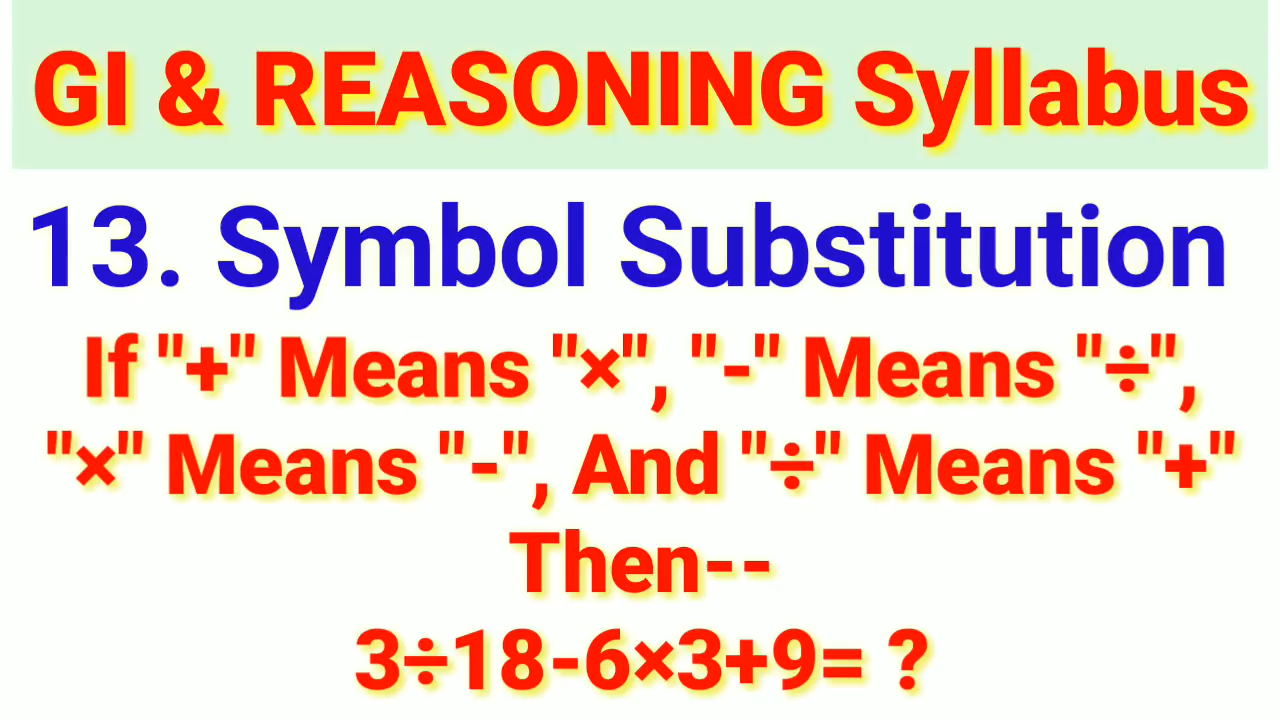 GI & REASONING Syllabus
13. Symbol Substitution
If "+" Means "×", "-" Means "÷",
"×" Means "-", And "÷" Means "+"
Then--
3÷18-6×3+9= ?